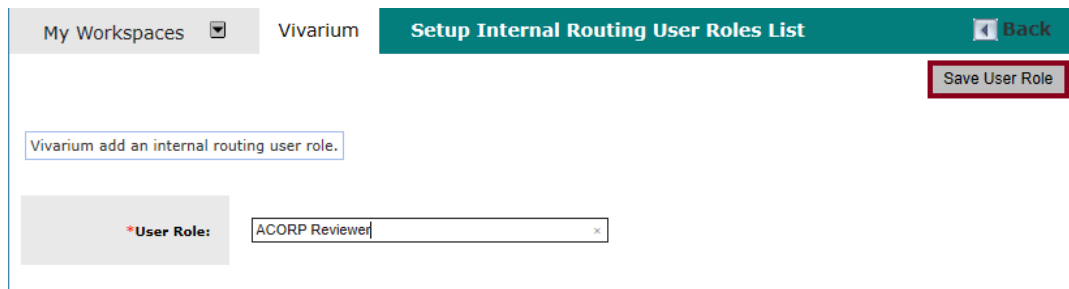 My Workspaces Vivarium Setup Internal Routing User Roles List Back
Save User Role
Vivarium add an internal routing user role.
*User Role: ACORP Reviewer ×